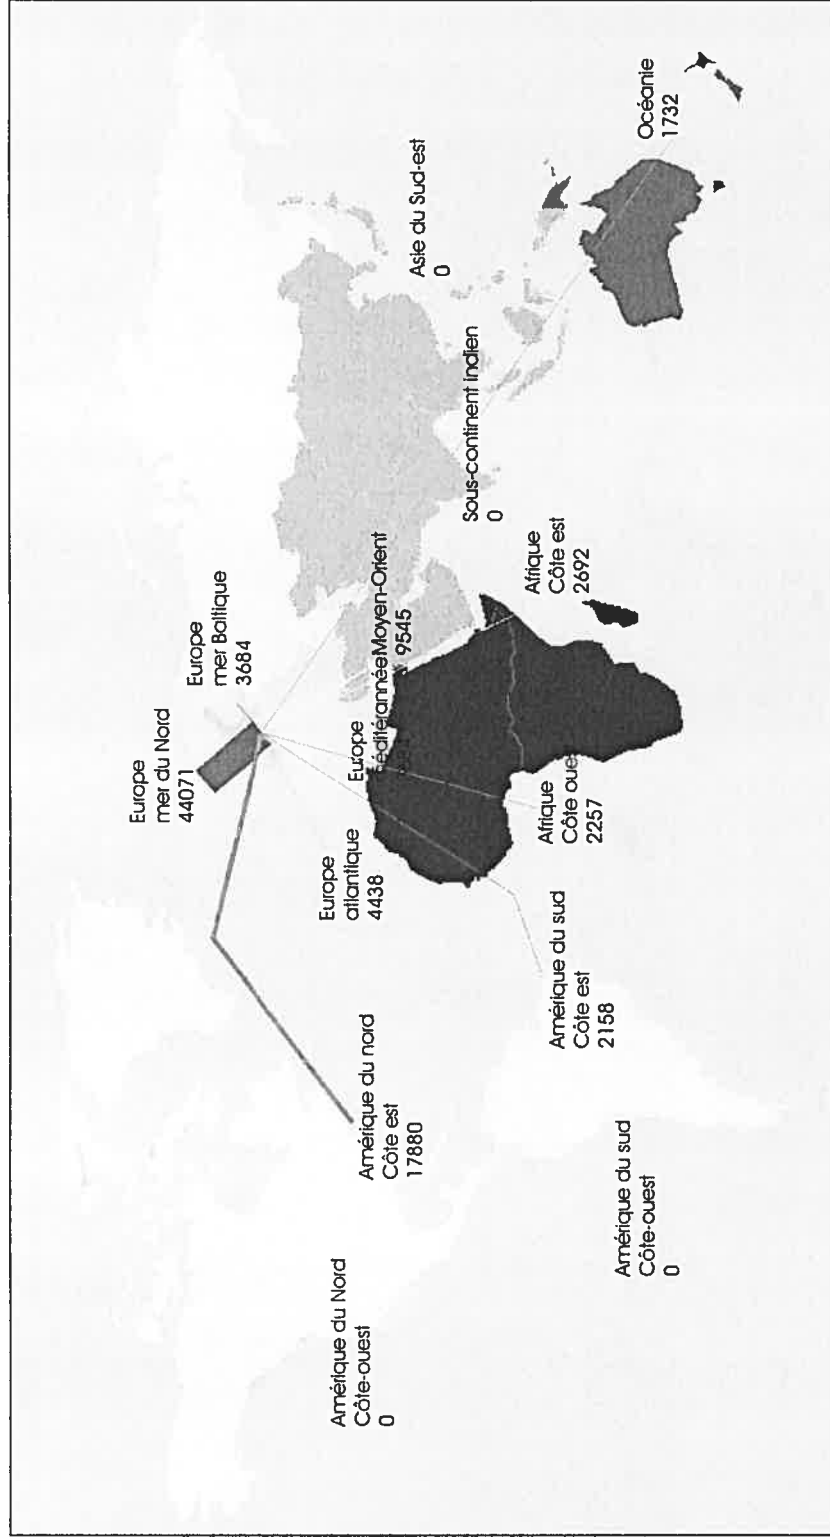 Europe
mer du Nord
44071
Europe
mer Baltique
3684
Amérique du Nord
Côte-ouest
0
Amérique du nord
Côte est
17880
Europe
atlantique
4438
Europe
Moyen-Orient
9545
Asie du Sud-est
0
Sous-continent indien
0
Afrique
Côte est
2692
Afrique
Côte oues
2257
Amérique du sud
Côte est
2158
Amérique du sud
Côte-ouest
0
Océanie
1732